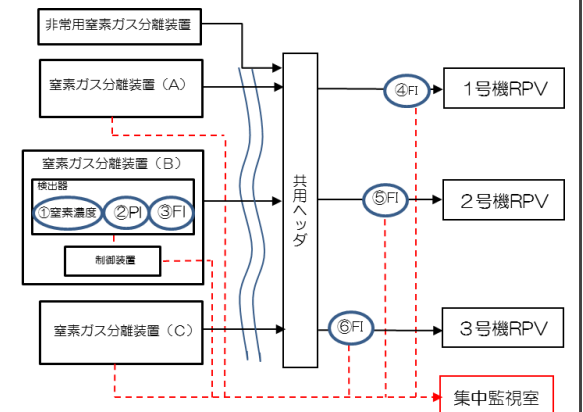 非常用窒素ガス分離装置
窒素ガス分離装置（A）
窒素ガス分離装置（B）
検出器
①窒素濃度
②PI
③FI
制御装置
窒素ガス分離装置（C）
共用ヘッダ
④FI
1号機RPV
⑤FI
2号機RPV
⑥FI
3号機RPV
集中監視室